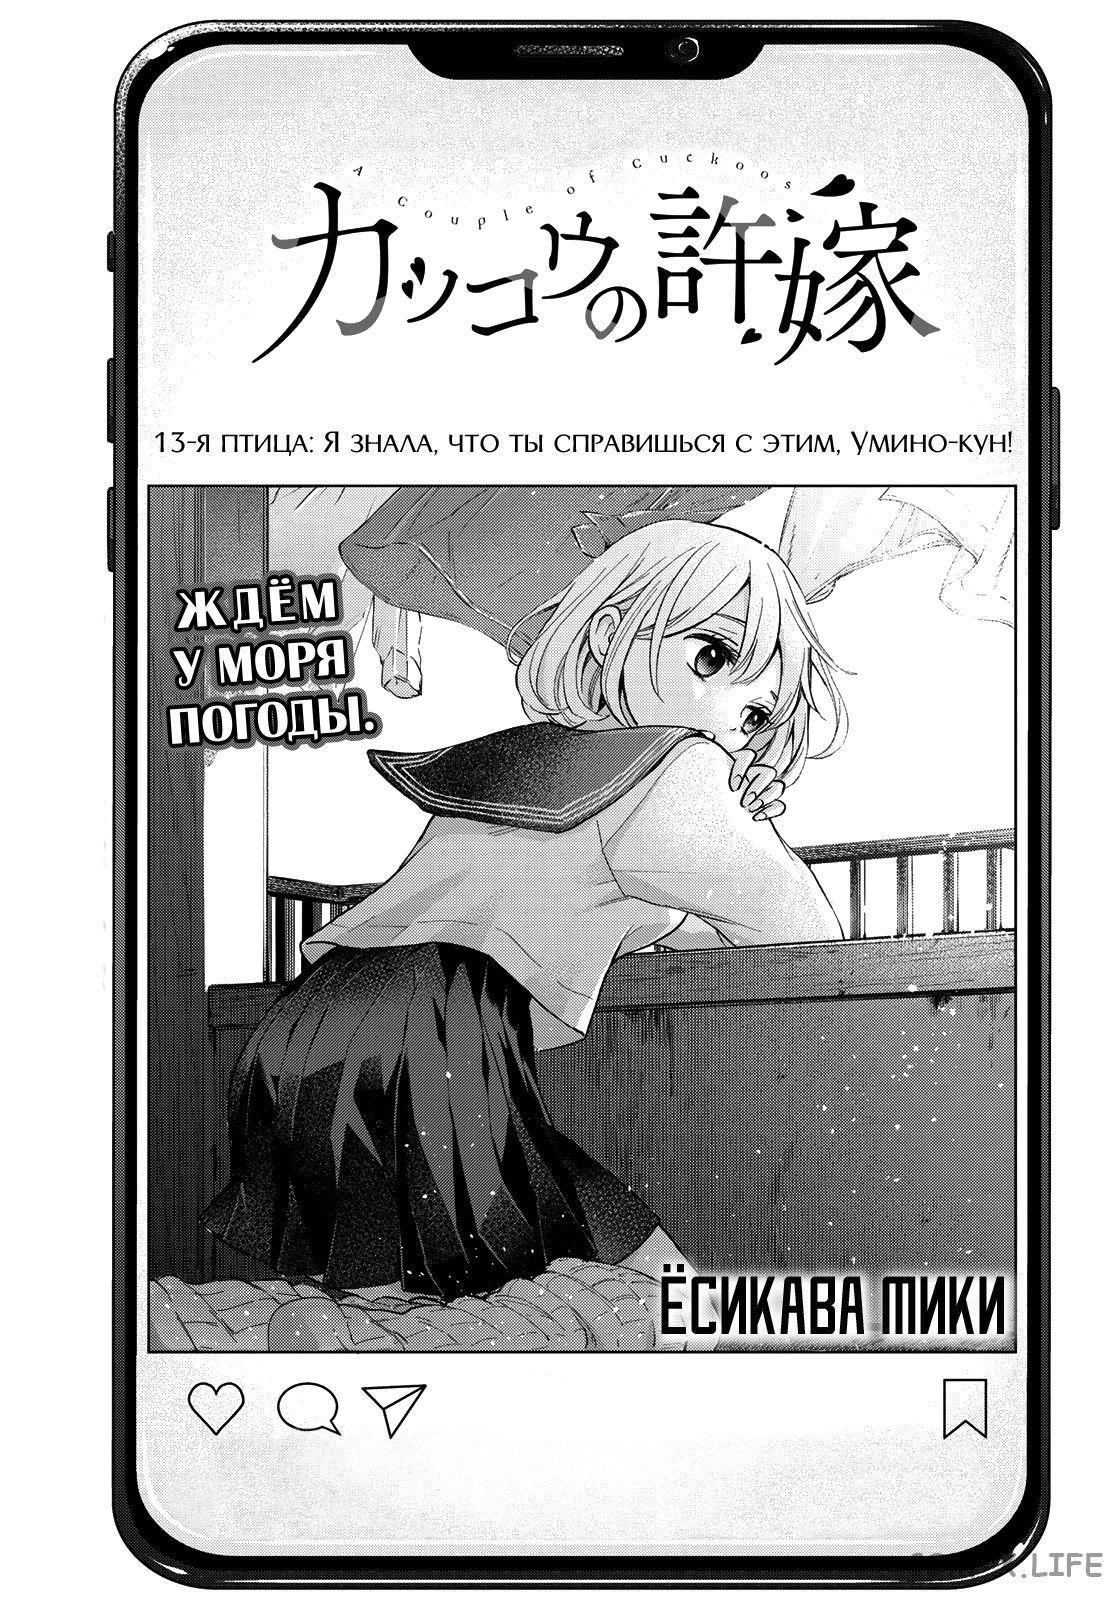 A Couple of Cuckoos
カッコウの許嫁
13-я птица: Я знала, что ты справишься с этим, Умино-кун!
ЖДЁМ
У МОРЯ
ПОГОДЫ.
ЁСИКАВА МИКИ
.LIFE